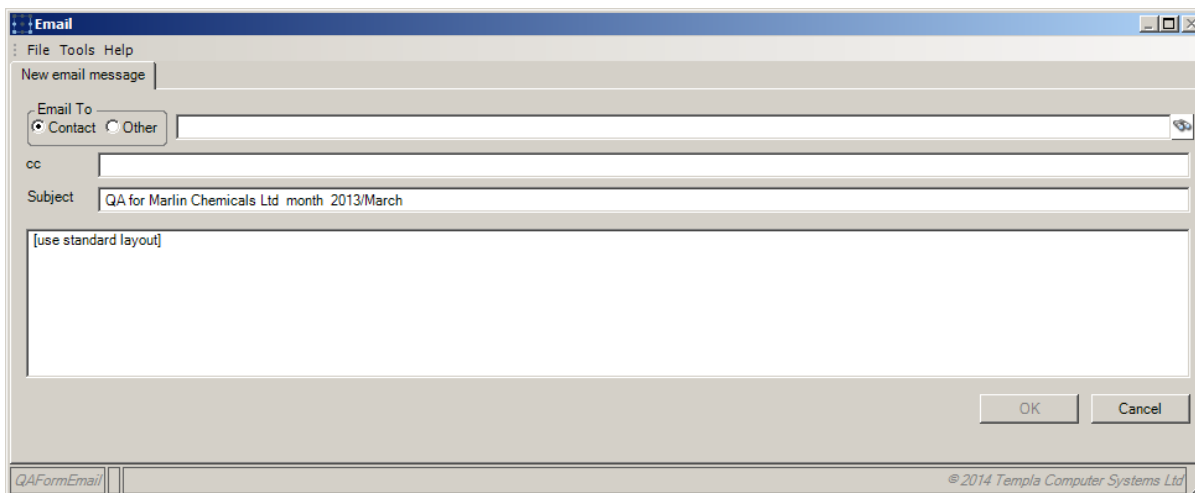 Email
File Tools Help
New email message
Email To
Contact Other
cc
Subject QA for Marlin Chemicals Ltd month 2013/March
[use standard layout]
OK Cancel
QAFormEmail © 2014 Templa Computer Systems Ltd